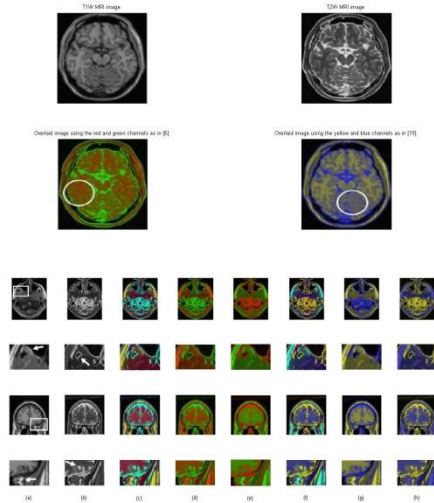 T1W MRI image
T2W MRI image
Overlaid image using the red and green channels as in [6]
Overlaid image using the yellow and blue channels as in [19]
(a) (b) (c) (d) (e) (f) (g) (h)